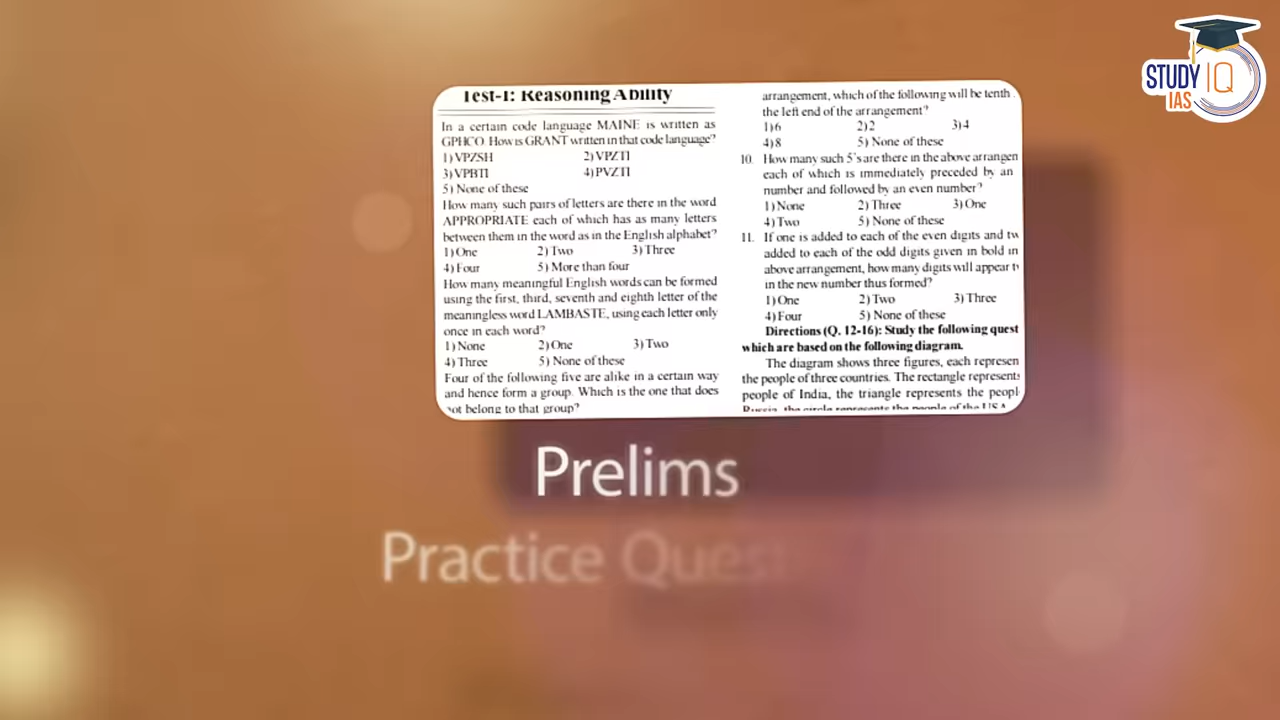 STUDY IQ
IAS
Test-I: Reasoning Ability
In a certain code language MAINE is written as
GPHCO. How is GRANT written in that code language?
1) VPZSH 2) VPZTI
3) VPBTI 4) PVZTI
5) None of these
How many such pairs of letters are there in the word
APPROPRIATE each of which has as many letters
between them in the word as in the English alphabet?
1) One 2) Two 3) Three
4) Four 5) More than four
How many meaningful English words can be formed
using the first, third, seventh and eighth letter of the
meaningless word LAMBASTE, using each letter only
once in each word?
1) None 2) One 3) Two
4) Three 5) None of these
Four of the following five are alike in a certain way
and hence form a group. Which is the one that does
not belong to that group?
arrangement, which of the following will be tenth
the left end of the arrangement?
1) 6 2) 2 3) 4
4) 8 5) None of these
10. How many such 5's are there in the above arrangen
each of which is immediately preceded by an
number and followed by an even number?
1) None 2) Three 3) One
4) Two 5) None of these
11. If one is added to each of the even digits and tw
added to each of the odd digits given in bold in
above arrangement, how many digits will appear
in the new number thus formed?
1) One 2) Two 3) Three
4) Four 5) None of these
Directions (Q. 12-16): Study the following quest
which are based on the following diagram.
The diagram shows three figures, each represen
the people of three countries. The rectangle represents
people of India, the triangle represents the peopl
Russia, the circle represents the people of the USA
Prelims
Practice Quest